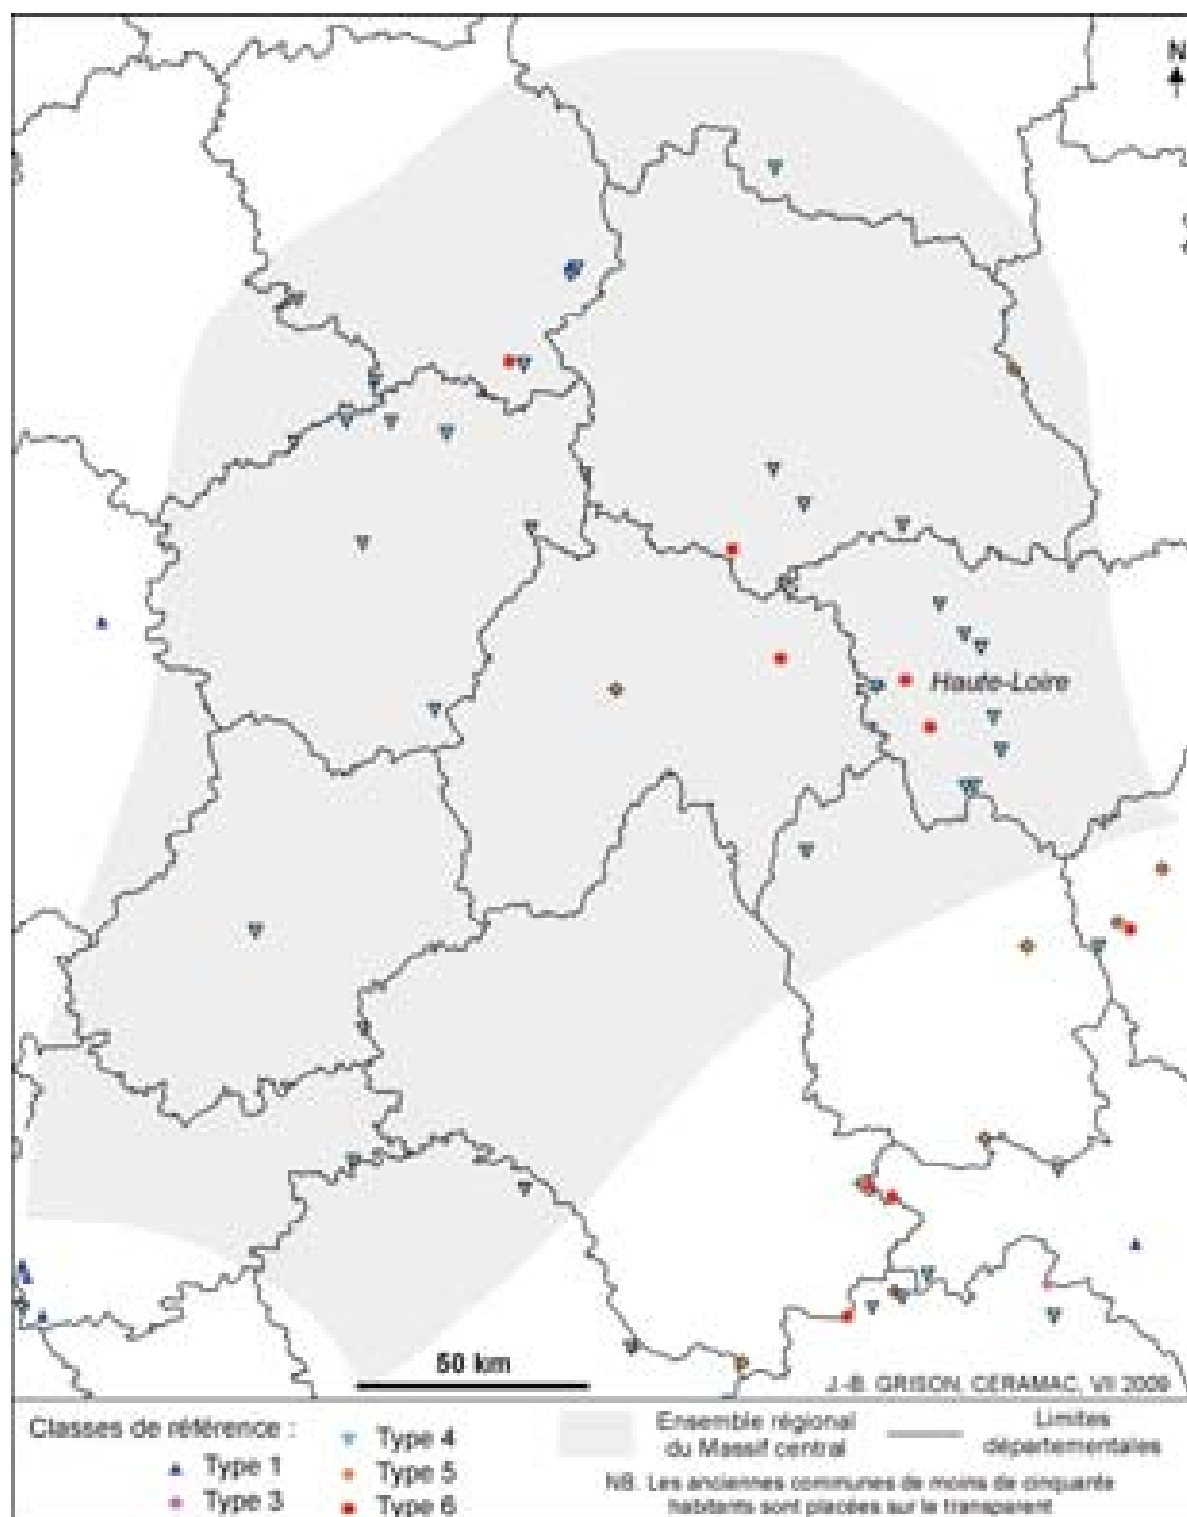 N
Haute-Loire
50 km
J.-B. GRISON, CERAMAC, VII 2009
Classes de référence :
Type 1
Type 3
Type 4
Type 5
Type 6
Ensemble régional
du Massif central
Limites
départementales
NB. Les anciennes communes de moins de cinquante
habitants sont placées sur le transparent